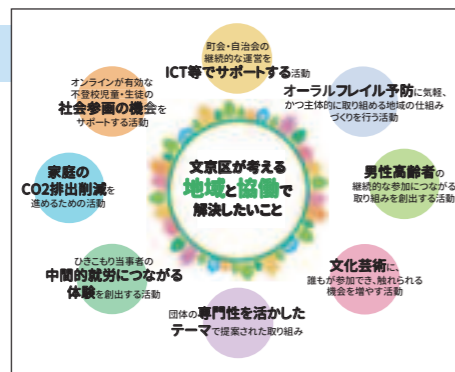 町会・自治会の
継続的な運営を
ICT等でサポートする活動
オーラルフレイル予防に気軽、
かつ主体的に取り組める地域の仕組み
づくりを行う活動
男性高齢者の
継続的な参加につながる
取り組みを創出する活動
文化芸術に、
誰もが参加でき、触れられる
機会を増やす活動
団体の専門性を活かした
テーマで提案された取り組み
ひきこもり当事者の
中間的就労につながる
体験を創出する活動
家庭の
CO2排出削減を
進めるための活動
オンラインが有効な
不登校児童・生徒の
社会参画の機会を
サポートする活動
文京区が考える
地域と協働で
解決したいこと